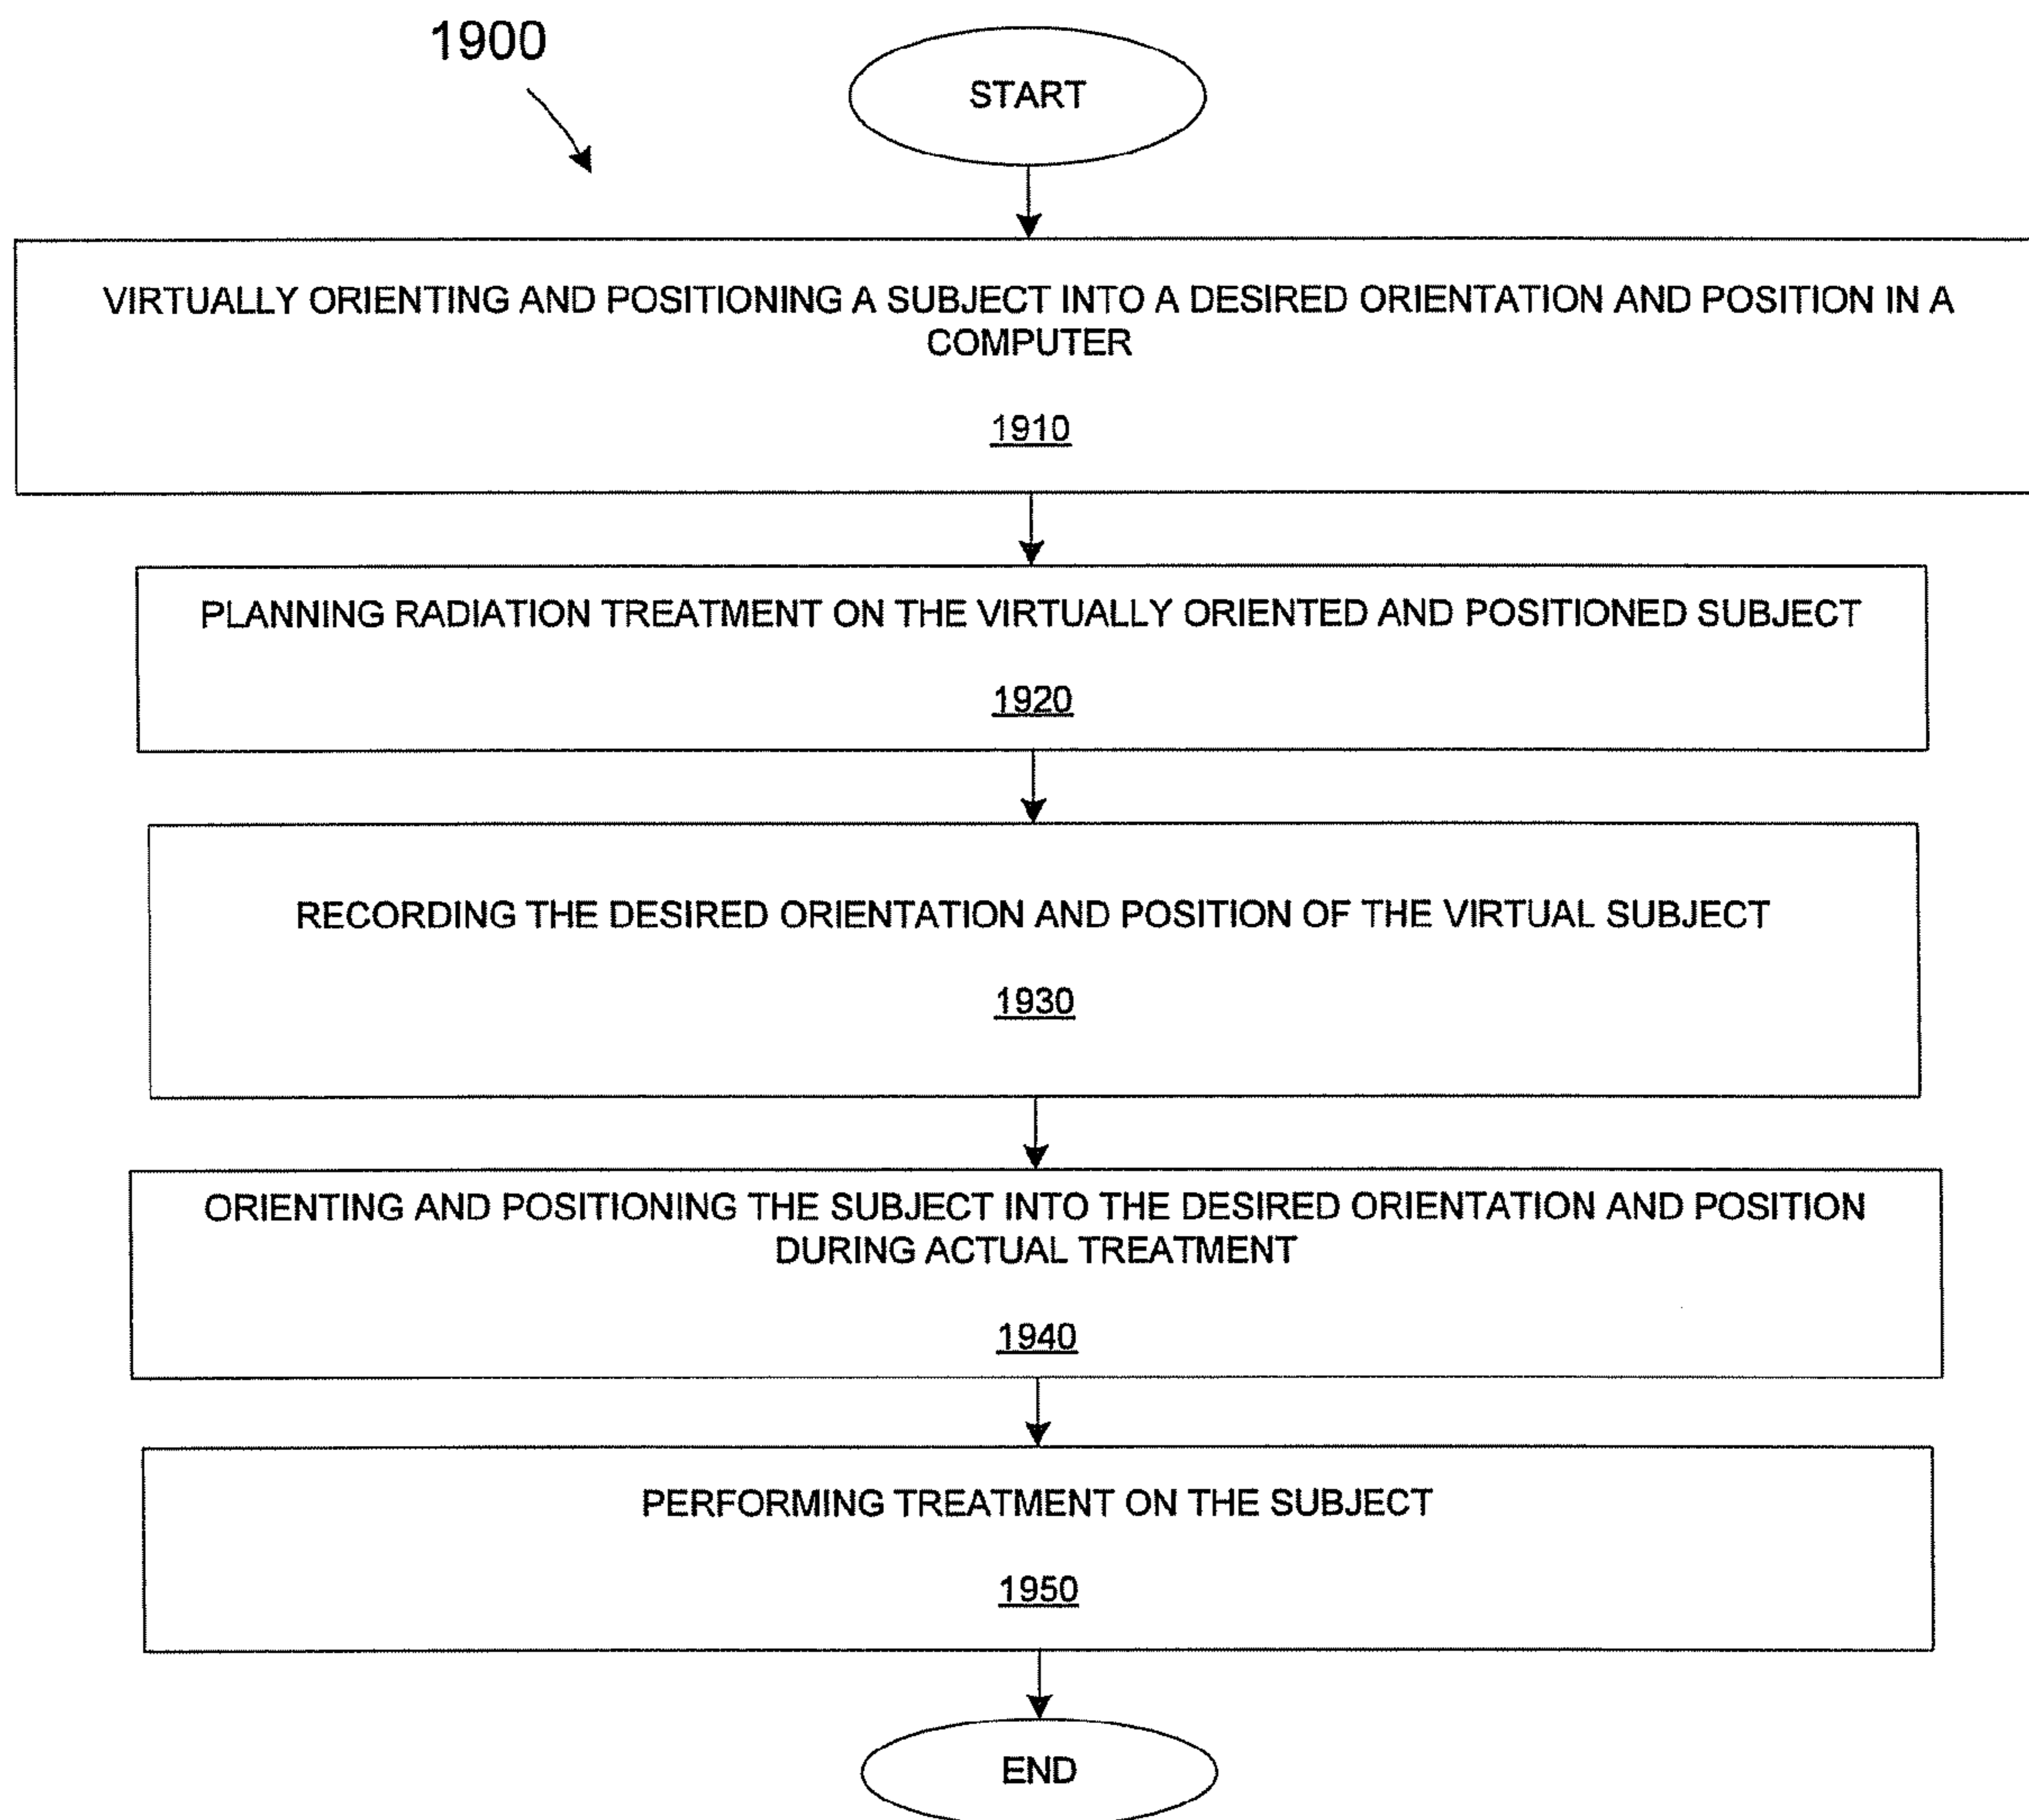 1900
START
VIRTUALLY ORIENTING AND POSITIONING A SUBJECT INTO A DESIRED ORIENTATION AND POSITION IN A
COMPUTER
1910
PLANNING RADIATION TREATMENT ON THE VIRTUALLY ORIENTED AND POSITIONED SUBJECT
1920
RECORDING THE DESIRED ORIENTATION AND POSITION OF THE VIRTUAL SUBJECT
1930
ORIENTING AND POSITIONING THE SUBJECT INTO THE DESIRED ORIENTATION AND POSITION
DURING ACTUAL TREATMENT
1940
PERFORMING TREATMENT ON THE SUBJECT
1950
END